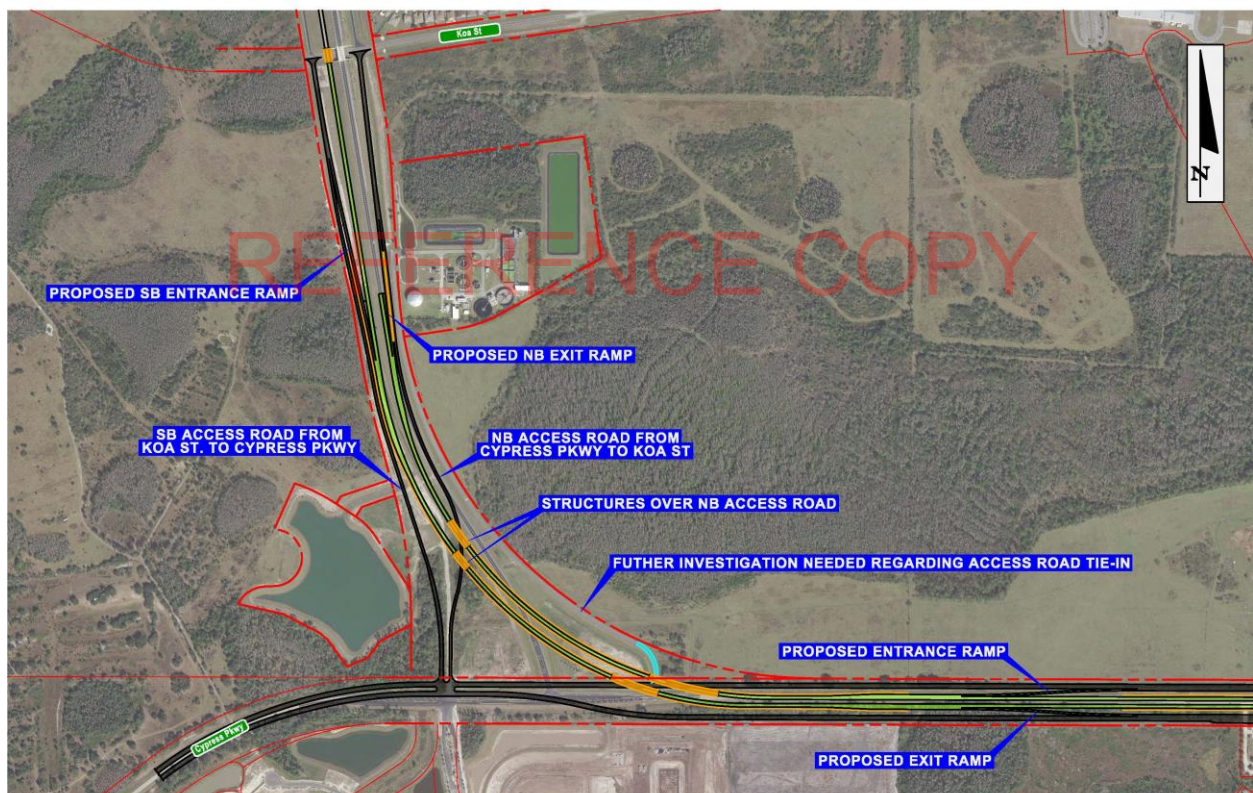 Koa St
N
REFERENCE COPY
PROPOSED SB ENTRANCE RAMP
PROPOSED NB EXIT RAMP
SB ACCESS ROAD FROM
KOA ST. TO CYPRESS PKWY
NB ACCESS ROAD FROM
CYPRESS PKWY TO KOA ST
STRUCTURES OVER NB ACCESS ROAD
FUTHER INVESTIGATION NEEDED REGARDING ACCESS ROAD TIE-IN
PROPOSED ENTRANCE RAMP
Cypress Pkwy
PROPOSED EXIT RAMP